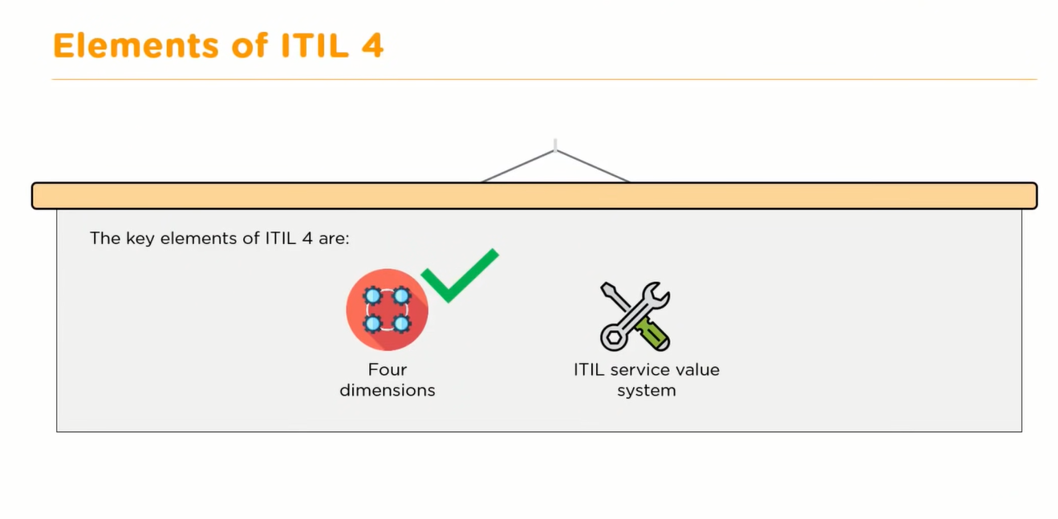 Elements of ITIL 4
The key elements of ITIL 4 are:
Four
dimensions
ITIL service value
system